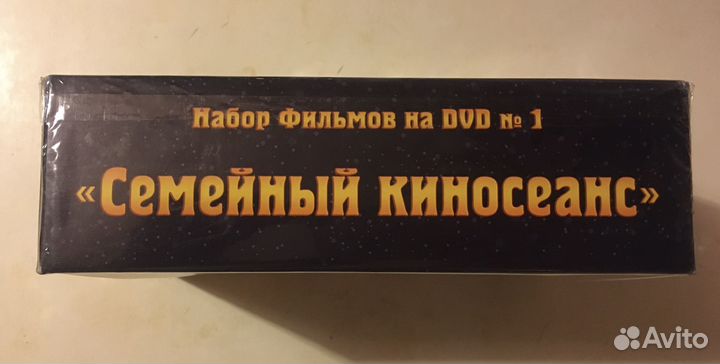 Набор Фильмов на DVD № 1
«Семейный киносеанс»
Avito